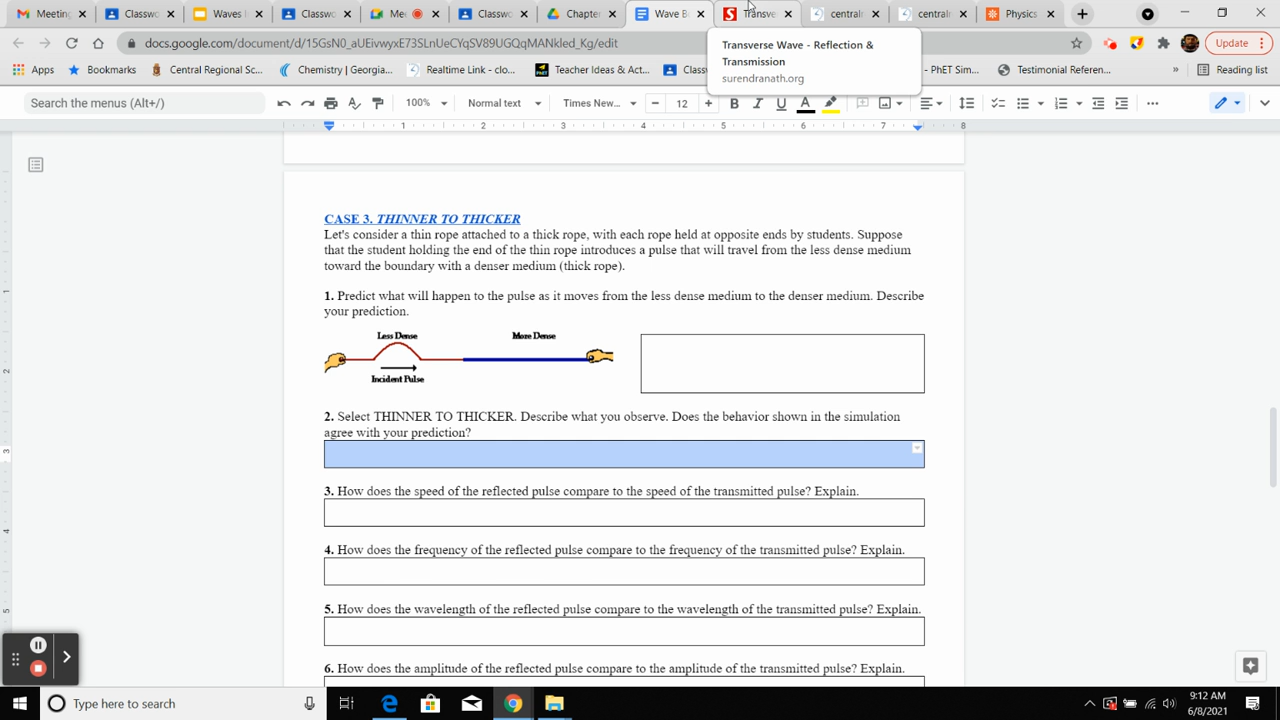 Meeting
Classwo
Waves I
Classwo
Mee
Classwo
Chapter
Wave B
Transve
centralr
centralr
Physics
docs.google.com/document/d/15GsN0_aUEivwyxE73SLnUeCYqSV89UGQqMANkled_Kg/edit
Update
Transverse Wave - Reflection &
Transmission
surendranath.org
Apps
Bookmarks
Central Regional Sc...
Chemistry | Georgia...
Realtime Link - clo...
Teacher Ideas & Act...
Classw
- PhET Sim...
Testimonial Referen...
»
Reading list
Search the menus (Alt+/)
100%
Normal text
Times New...
12
B I U A
1 2 3 4 5 6 7 8
CASE 3. THINNER TO THICKER
Let's consider a thin rope attached to a thick rope, with each rope held at opposite ends by students. Suppose
that the student holding the end of the thin rope introduces a pulse that will travel from the less dense medium
toward the boundary with a denser medium (thick rope).
1. Predict what will happen to the pulse as it moves from the less dense medium to the denser medium. Describe
your prediction.
Less Dense
More Dense
Incident Pulse
2. Select THINNER TO THICKER. Describe what you observe. Does the behavior shown in the simulation
agree with your prediction?
3. How does the speed of the reflected pulse compare to the speed of the transmitted pulse? Explain.
4. How does the frequency of the reflected pulse compare to the frequency of the transmitted pulse? Explain.
5. How does the wavelength of the reflected pulse compare to the wavelength of the transmitted pulse? Explain.
6. How does the amplitude of the reflected pulse compare to the amplitude of the transmitted pulse? Explain.
Type here to search
9:12 AM
6/8/2021